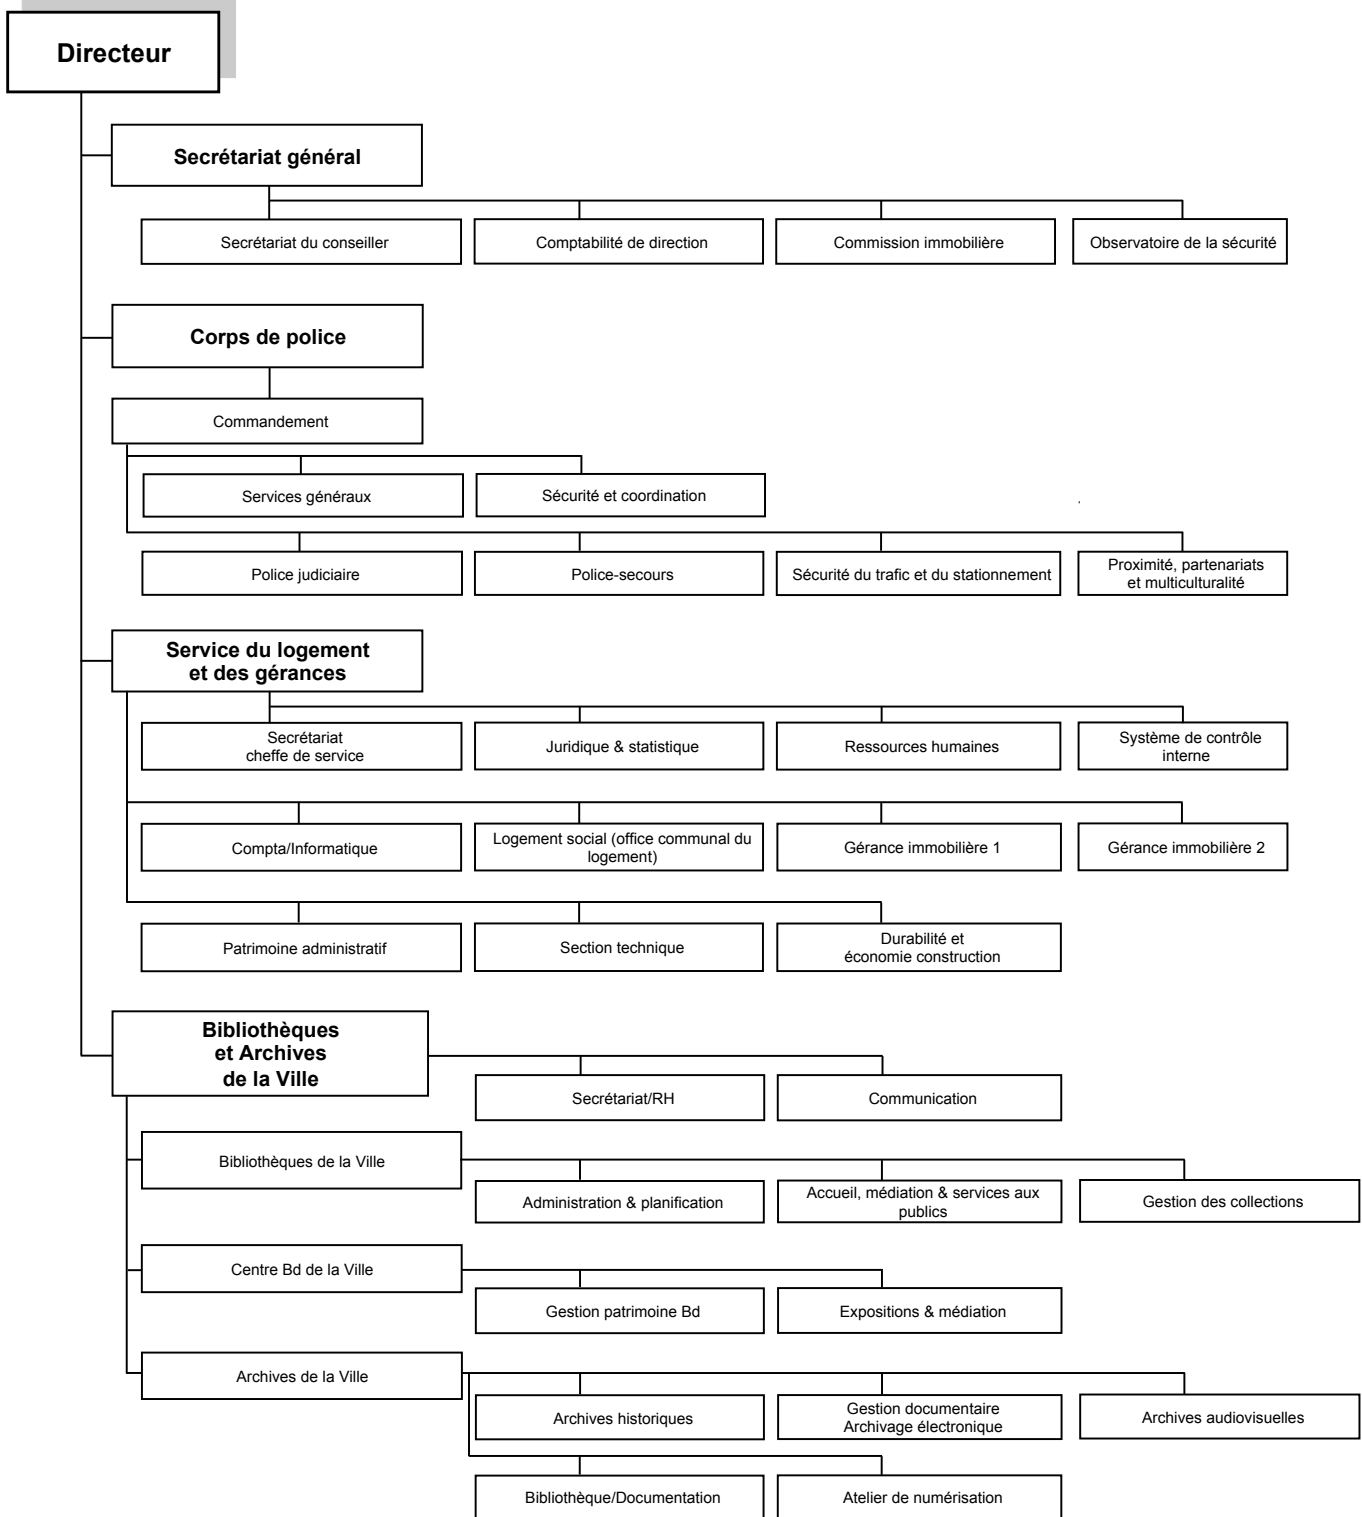 Directeur
Secrétariat général
Secrétariat du conseiller
Comptabilité de direction
Commission immobilière
Observatoire de la sécurité
Corps de police
Commandement
Services généraux
Sécurité et coordination
Police judiciaire
Police-secours
Sécurité du trafic et du stationnement
Proximité, partenariats
et multiculturalité
Service du logement
et des gérances
Secrétariat
cheffe de service
Juridique & statistique
Ressources humaines
Système de contrôle
interne
Compta/Informatique
Logement social (office communal du
logement)
Gérance immobilière 1
Gérance immobilière 2
Patrimoine administratif
Section technique
Durabilité et
économie construction
Bibliothèques
et Archives
de la Ville
Secrétariat/RH
Communication
Bibliothèques de la Ville
Administration & planification
Accueil, médiation & services aux
publics
Gestion des collections
Centre Bd de la Ville
Gestion patrimoine Bd
Expositions & médiation
Archives de la Ville
Archives historiques
Gestion documentaire
Archivage électronique
Archives audiovisuelles
Bibliothèque/Documentation
Atelier de numérisation